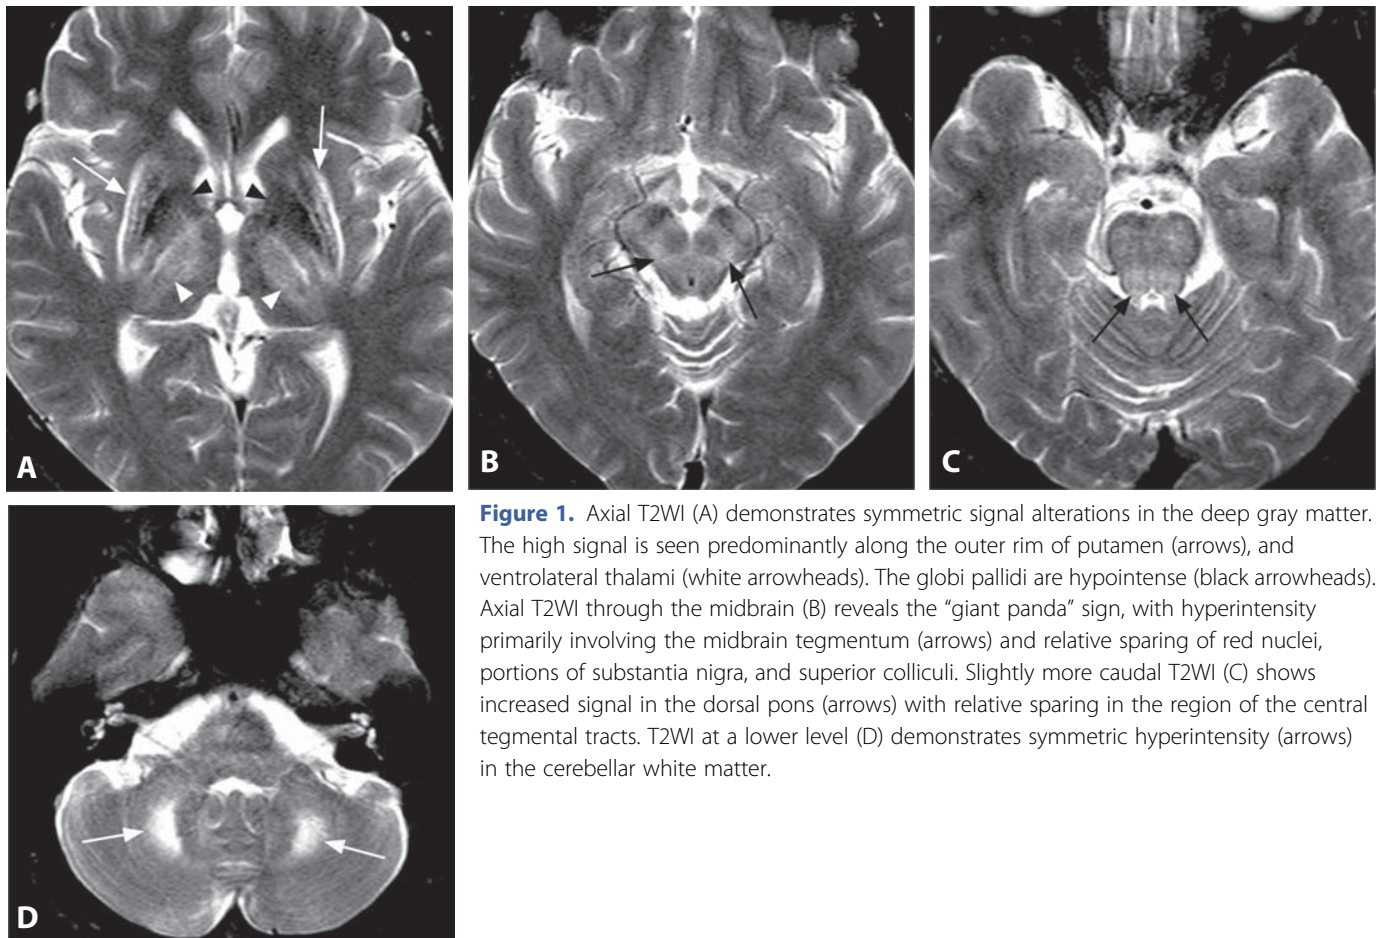 A
B
C
Figure 1. Axial T2WI (A) demonstrates symmetric signal alterations in the deep gray matter.
The high signal is seen predominantly along the outer rim of putamen (arrows), and
ventrolateral thalami (white arrowheads). The globi pallidi are hypointense (black arrowheads).
Axial T2WI through the midbrain (B) reveals the “giant panda” sign, with hyperintensity
primarily involving the midbrain tegmentum (arrows) and relative sparing of red nuclei,
portions of substantia nigra, and superior colliculi. Slightly more caudal T2WI (C) shows
increased signal in the dorsal pons (arrows) with relative sparing in the region of the central
tegmental tracts. T2WI at a lower level (D) demonstrates symmetric hyperintensity (arrows)
in the cerebellar white matter.
D